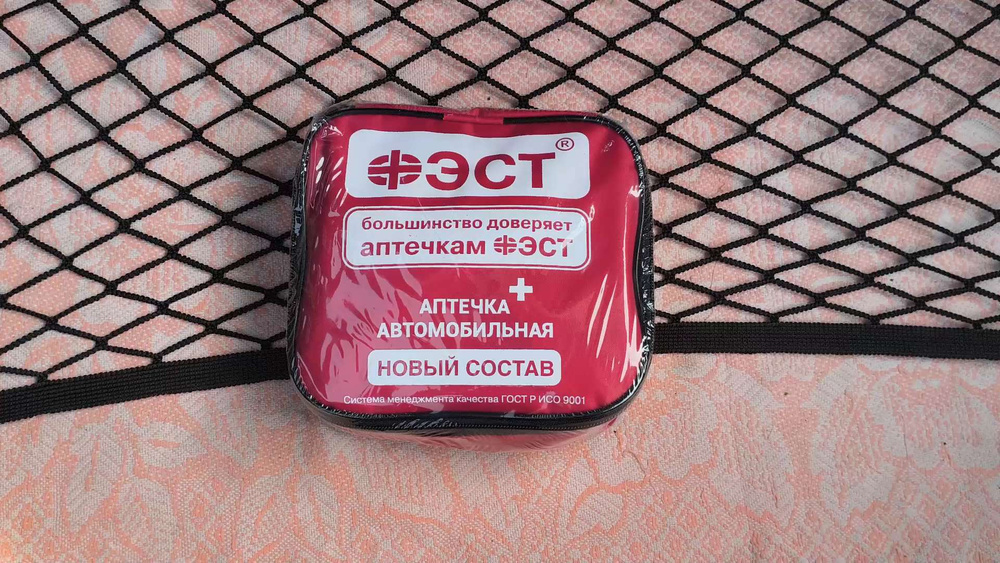 ФЭСТ®
большинство доверяет
аптечкам ФЭСТ
АПТЕЧКА
АВТОМОБИЛЬНАЯ
НОВЫЙ СОСТАВ
Система менеджмента качества ГОСТ Р ИСО 9001